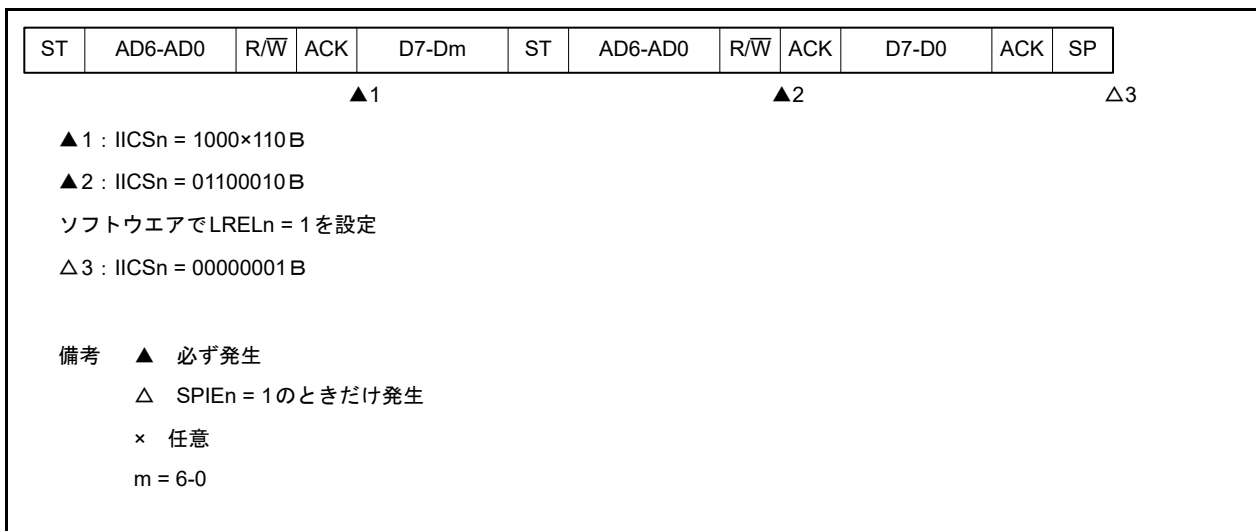 ST AD6-AD0 R/W̅ ACK D7-Dm ST AD6-AD0 R/W̅ ACK D7-D0 ACK SP
▲1 ▲2 △3
▲1：IICSn = 1000×110B
▲2：IICSn = 01100010B
ソフトウエアでLRELn = 1を設定
△3：IICSn = 00000001B
備考 ▲ 必ず発生
△ SPIEn = 1のときだけ発生
× 任意
m = 6-0